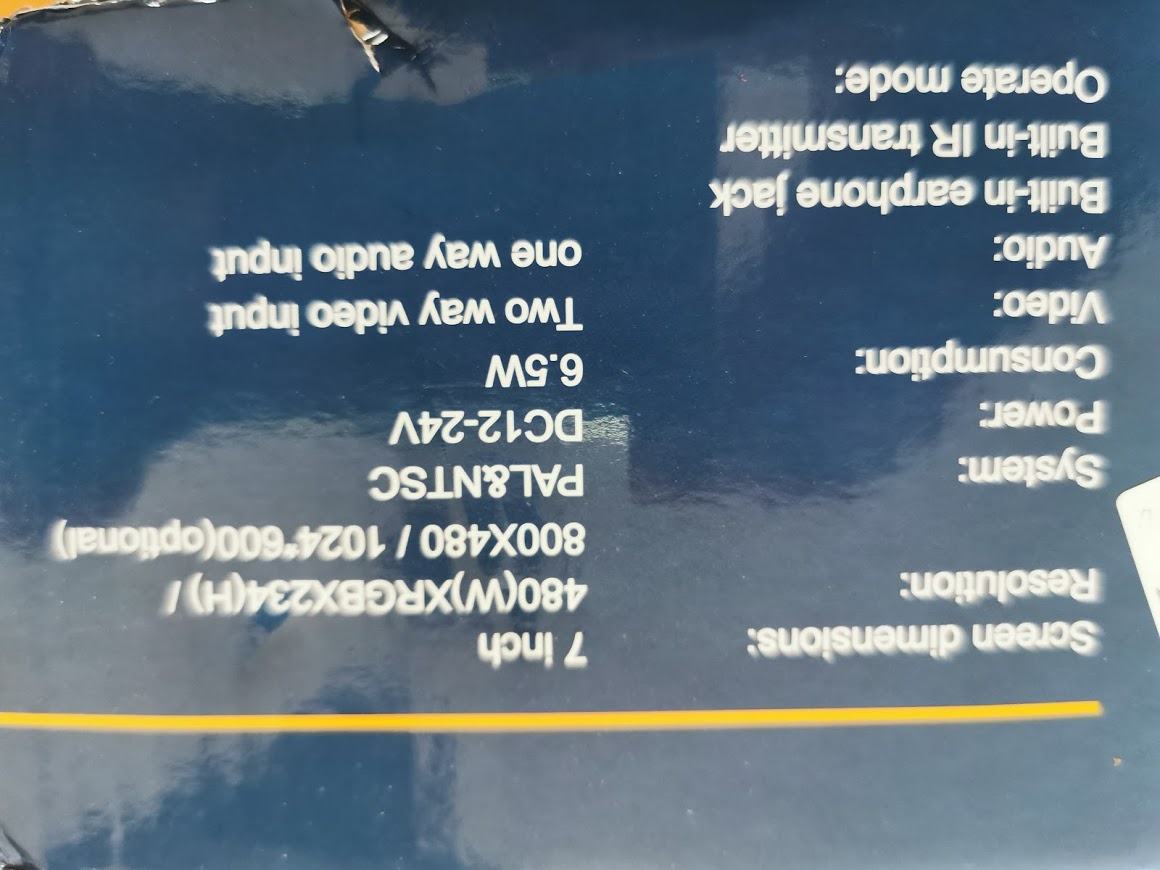 Screen dimensions: 7 inch
Resolution: 480(W)XRGBX234(H) /
800X480 / 1024*600(optional)
System: PAL&NTSC
Power: DC12-24V
Consumption: 6.5W
Video: Two way video input
Audio: one way audio input
Built-in earphone jack
Built-in IR transmitter
Operate mode: